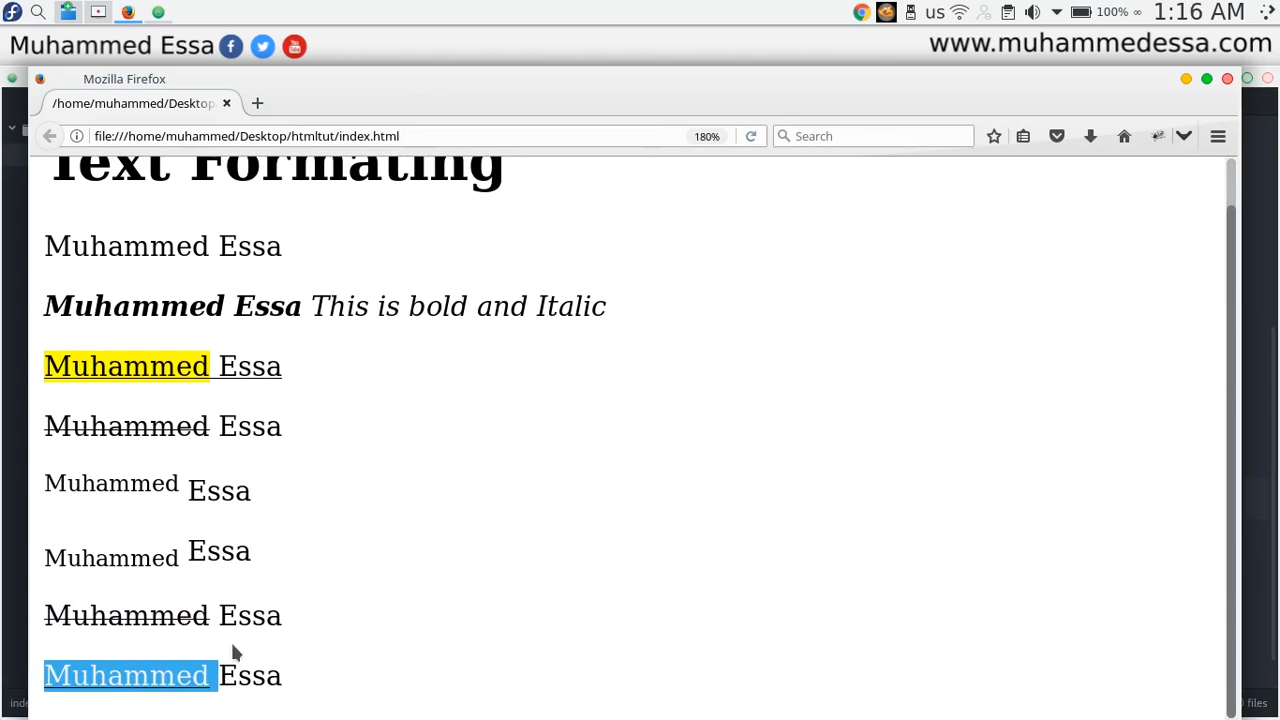 us
100%
1:16 AM
Muhammed Essa
www.muhammedessa.com
Mozilla Firefox
/home/muhammed/Desktop
file:///home/muhammed/Desktop/htmltut/index.html
180%
Search
Text Formating
Muhammed Essa
Muhammed Essa This is bold and Italic
Muhammed Essa
Muhammed Essa
Muhammed Essa
Muhammed Essa
Muhammed Essa
Muhammed Essa
files